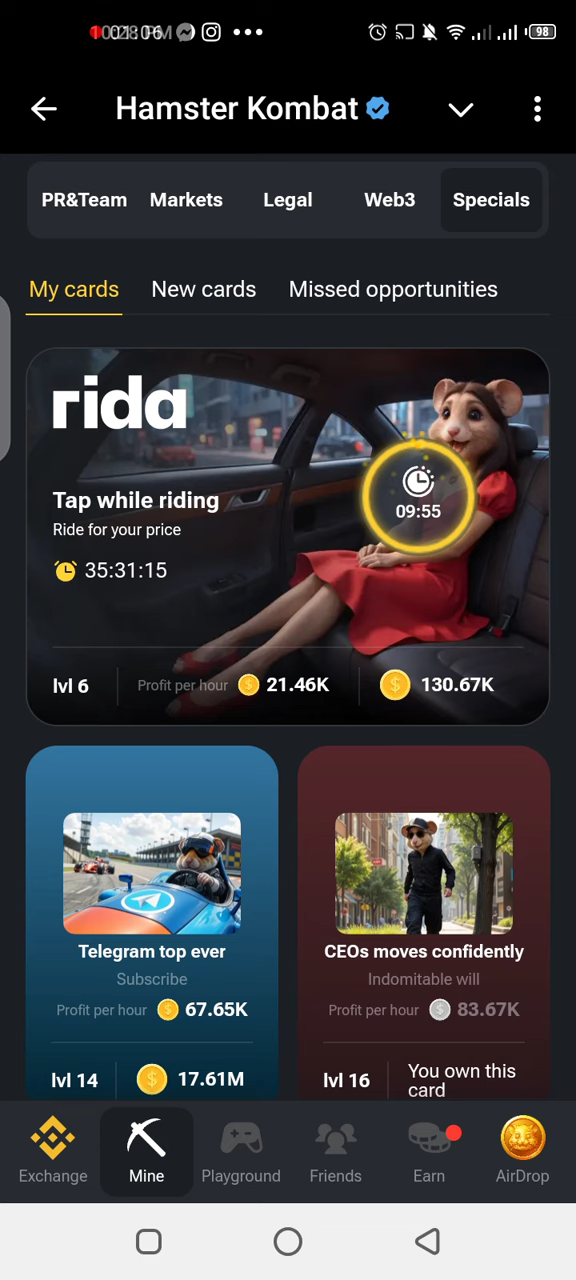 98
Hamster Kombat
PR&Team Markets Legal Web3 Specials
My cards New cards Missed opportunities
rida
Tap while riding
Ride for your price
35:31:15
09:55
lvl 6 Profit per hour 21.46K 130.67K
Telegram top ever
Subscribe
Profit per hour 67.65K
lvl 14 17.61M
CEOs moves confidently
Indomitable will
Profit per hour 83.67K
lvl 16 You own this
card
Exchange Mine Playground Friends Earn AirDrop